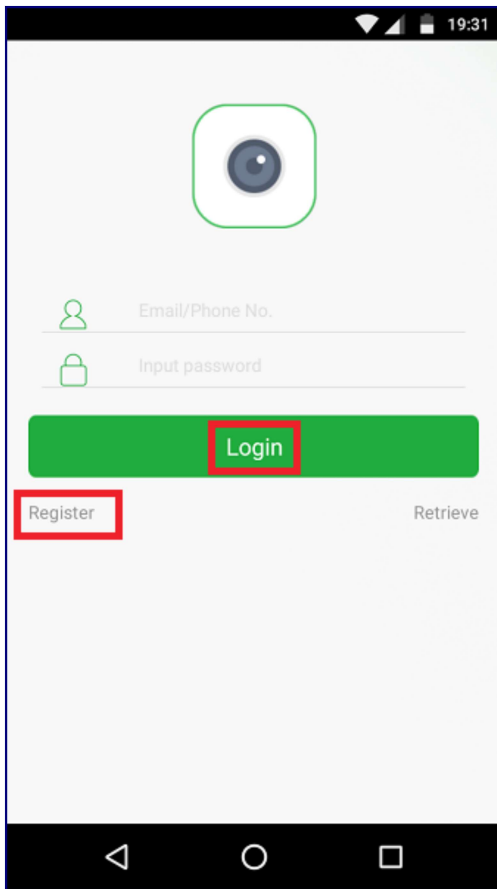 19:31
Email/Phone No.
Input password
Login
Register Retrieve